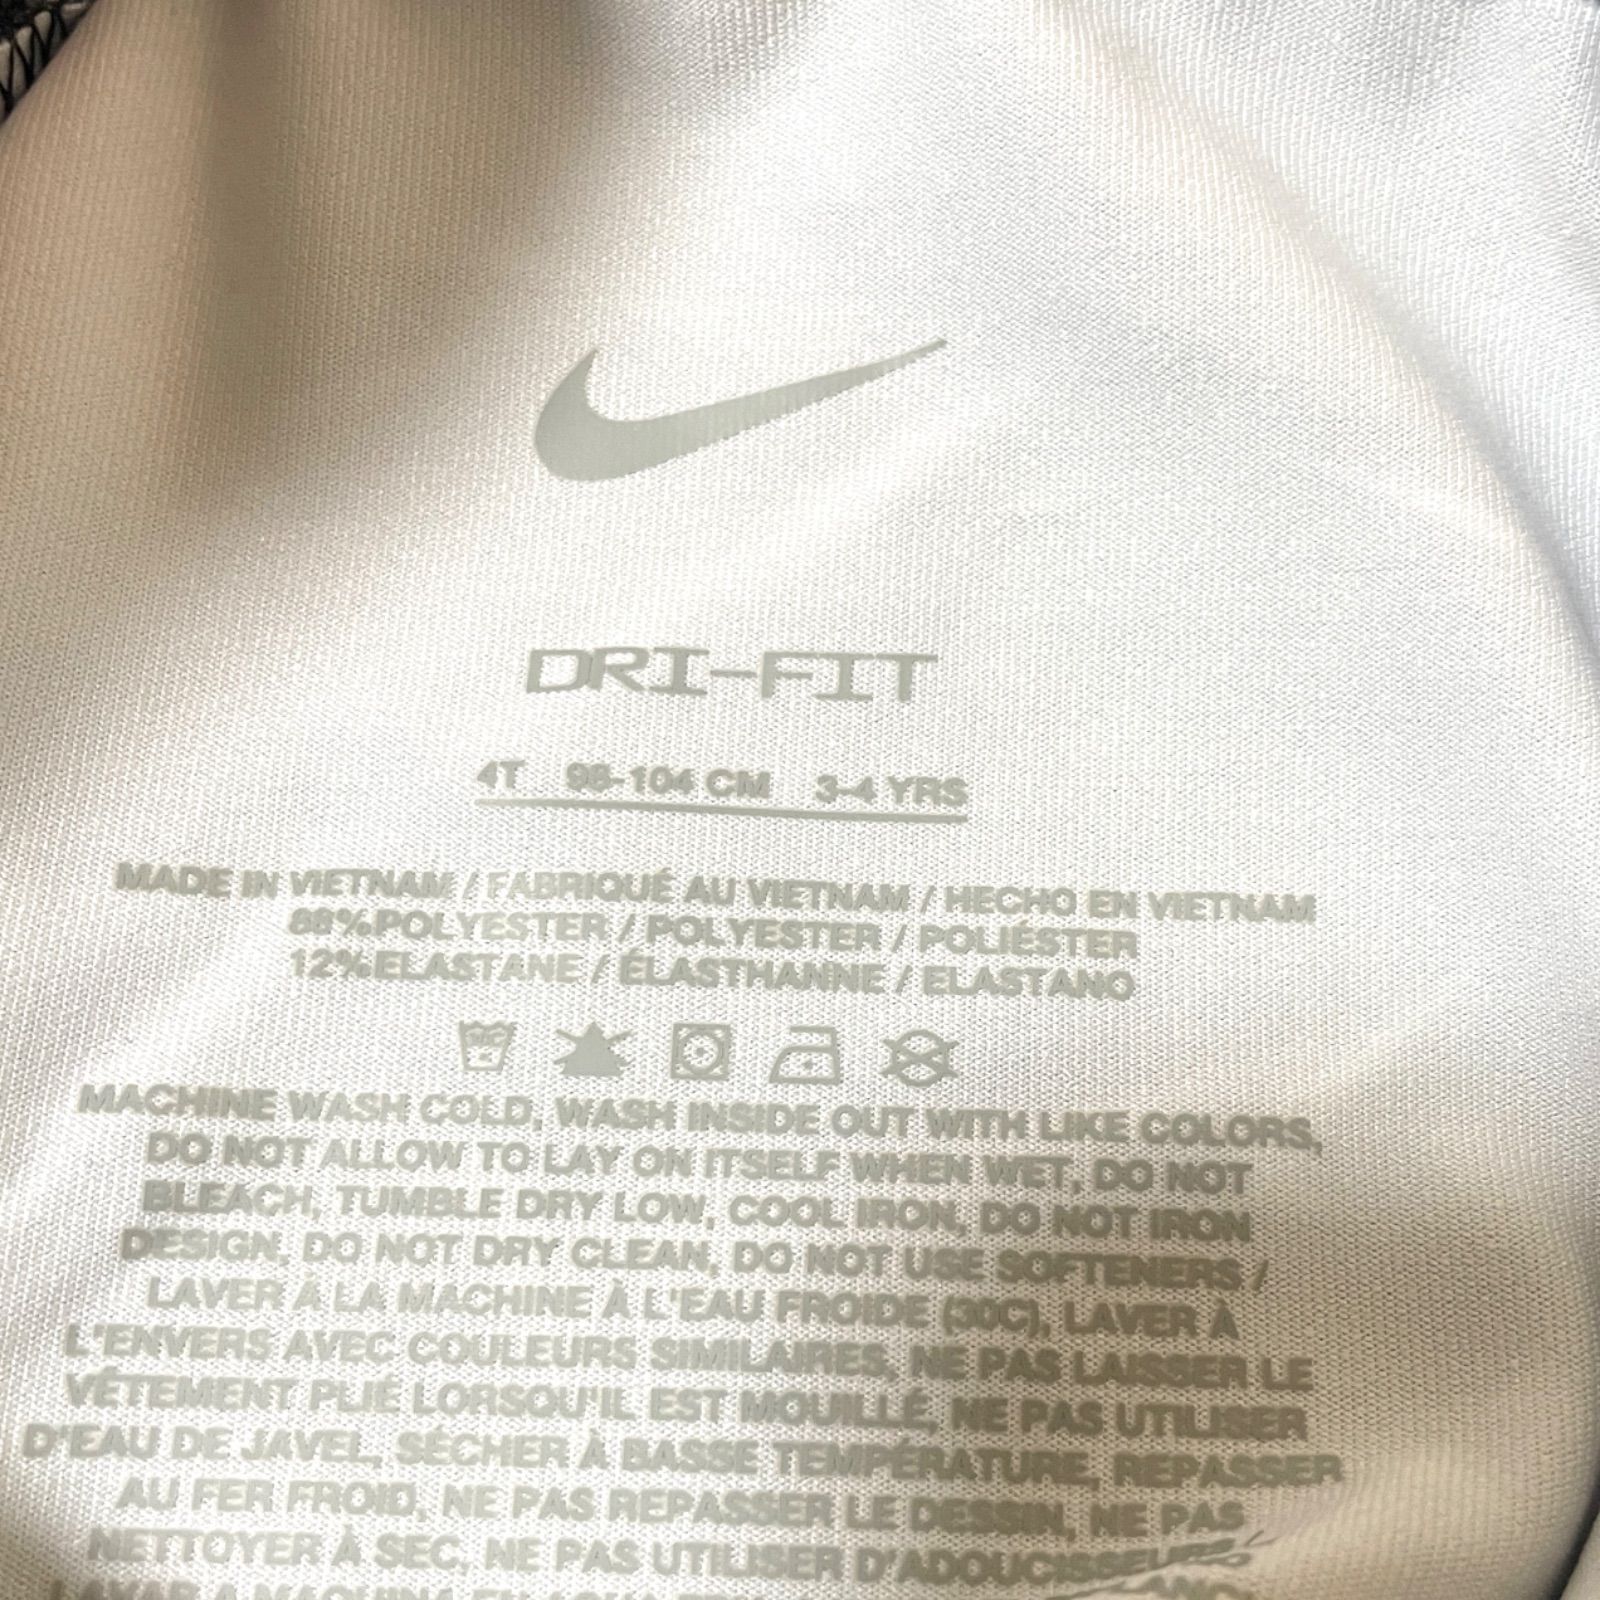 DRI-FIT
4T 98-104 CM 3-4 YRS
MADE IN VIETNAM / FABRIQUÉ AU VIETNAM / HECHO EN VIETNAM
88%POLYESTER / POLYESTER / POLIÉSTER
12%ELASTANE / ÉLASTHANNE / ELASTANO
MACHINE WASH COLD, WASH INSIDE OUT WITH LIKE COLORS,
DO NOT ALLOW TO LAY ON ITSELF WHEN WET, DO NOT
BLEACH, TUMBLE DRY LOW, COOL IRON, DO NOT IRON
DESIGN, DO NOT DRY CLEAN, DO NOT USE SOFTENERS /
LAVER À LA MACHINE À L'EAU FROIDE (30C), LAVER À
L'ENVERS AVEC COULEURS SIMILAIRES, NE PAS LAISSER LE
VÊTEMENT PLIÉ LORSQU'IL EST MOUILLÉ, NE PAS UTILISER
D'EAU DE JAVEL, SÉCHER À BASSE TEMPÉRATURE, REPASSER
AU FER FROID, NE PAS REPASSER LE DESSIN, NE PAS
NETTOYER À SEC, NE PAS UTILISER D'ADOUCISSEURS /